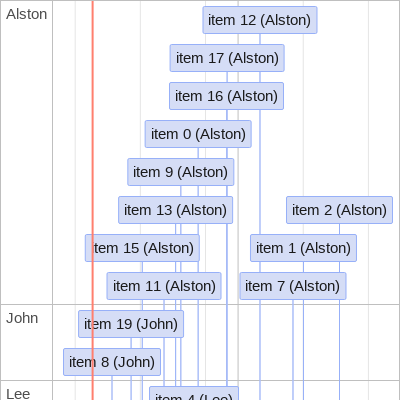 Alston
item 12 (Alston)
item 17 (Alston)
item 16 (Alston)
item 0 (Alston)
item 9 (Alston)
item 13 (Alston)
item 2 (Alston)
item 15 (Alston)
item 1 (Alston)
item 11 (Alston)
item 7 (Alston)
John
item 19 (John)
item 8 (John)
Lee
item 4 (Lee)